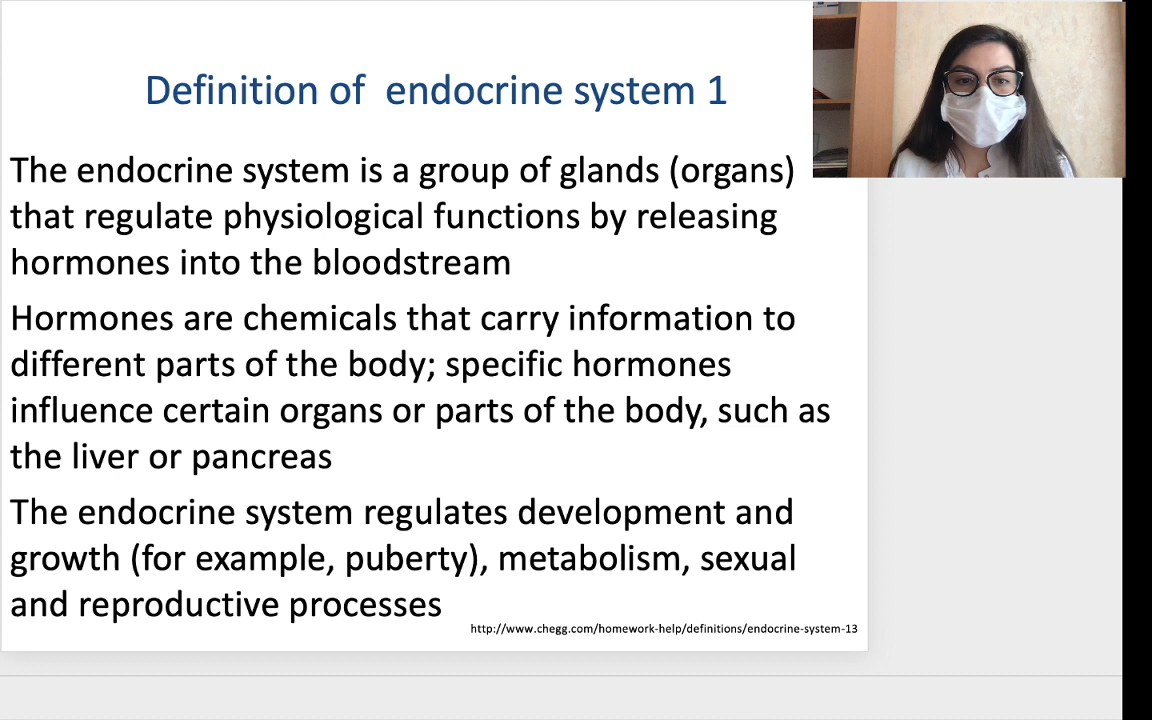 Definition of  endocrine system 1
The endocrine system is a group of glands (organs)
that regulate physiological functions by releasing
hormones into the bloodstream
Hormones are chemicals that carry information to
different parts of the body; specific hormones
influence certain organs or parts of the body, such as
the liver or pancreas
The endocrine system regulates development and
growth (for example, puberty), metabolism, sexual
and reproductive processes
http://www.chegg.com/homework-help/definitions/endocrine-system-13